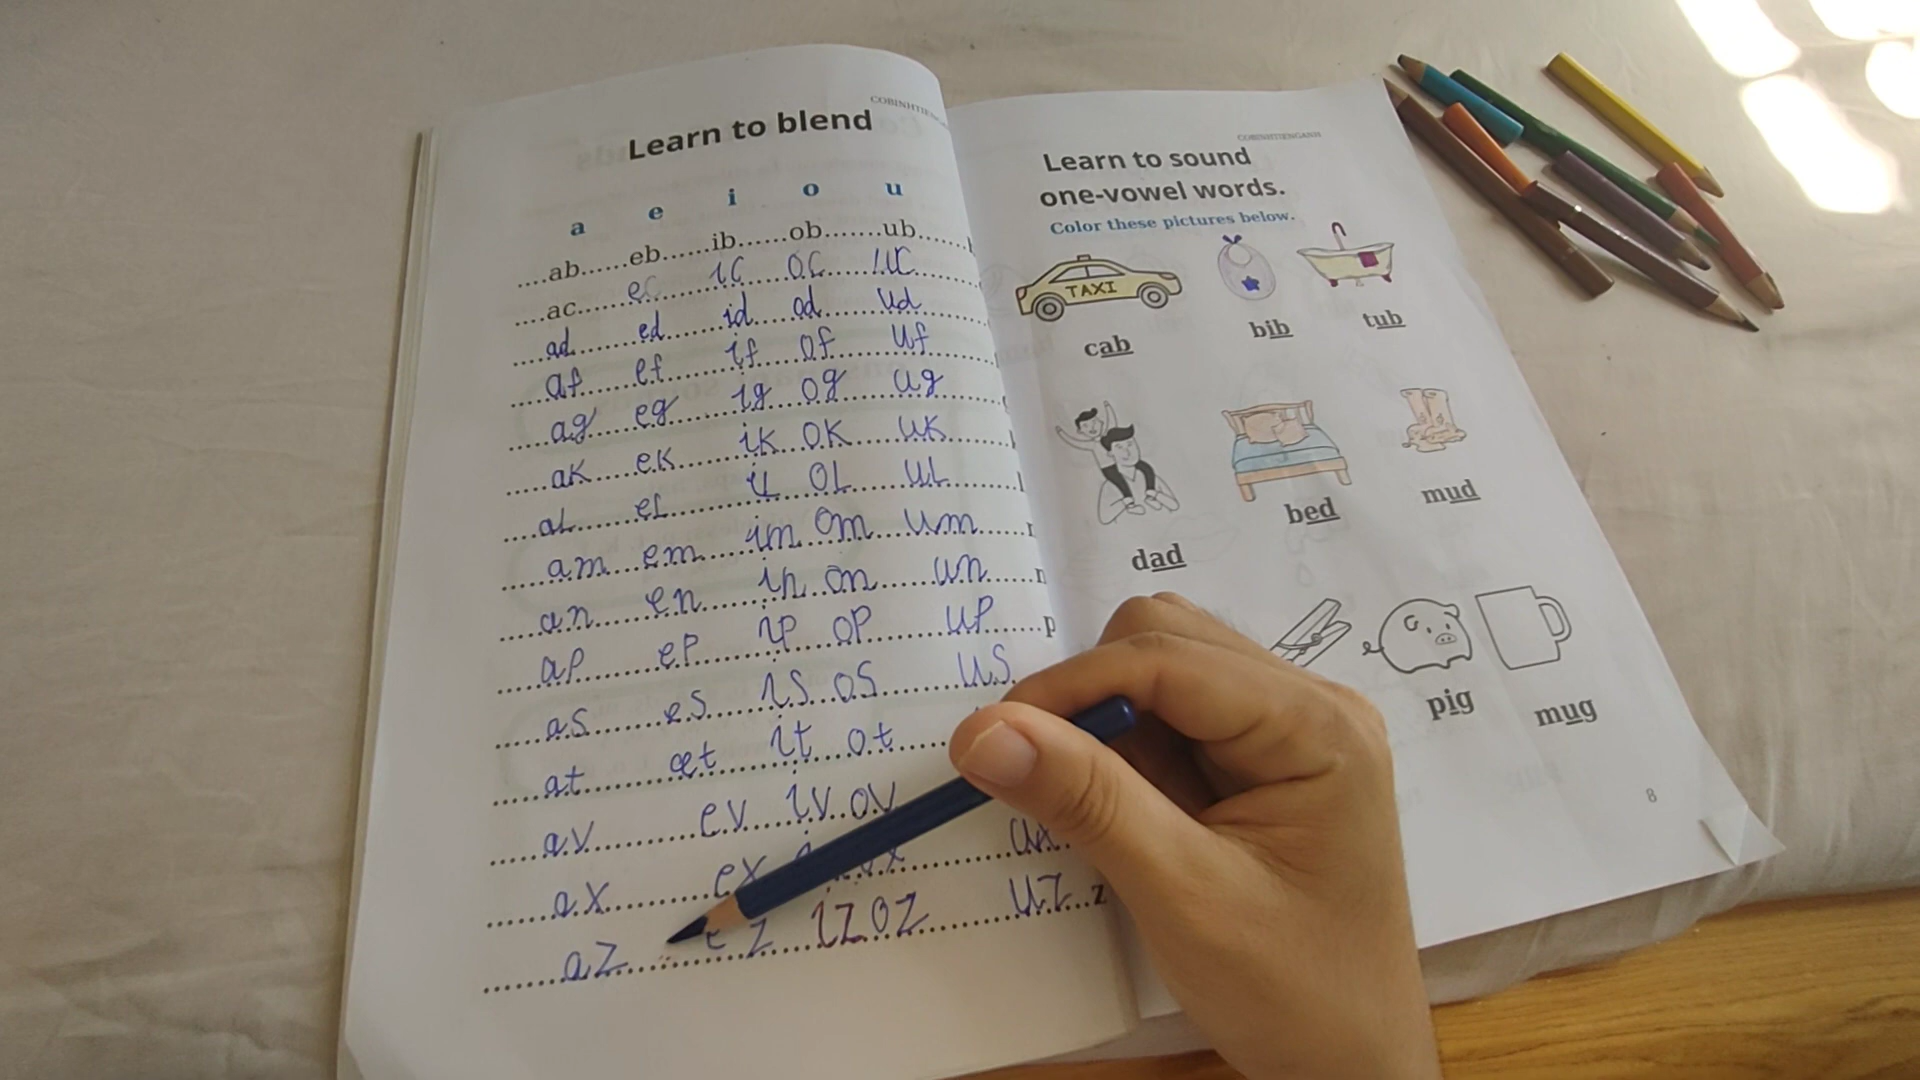 COBINHTIENGA
Learn to blend
a e i o u
....ab......eb......ib......ob.......ub......
....ac..... ec ic oc uc
ad ed id od ud
af ef if of uf
ag eg ig og ug
ak ek ik ok uk
al el il ol ul
am em im om um
an en in on un n
ap ep ip op up p
as es is os us
at et it ot
av ev iv ov
ax ex ux
az ez iz oz uz z
COBINHTIENGANH
Learn to sound
one-vowel words.
Color these pictures below.
TAXI
cab bib tub
dad bed mud
pig mug
8